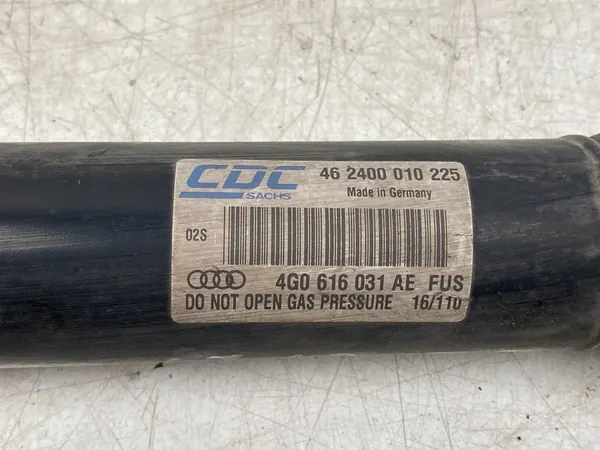 CDC 46 2400 010 225
SACHS Made in Germany
02S
4G0 616 031 AE FUS
DO NOT OPEN GAS PRESSURE 16/110